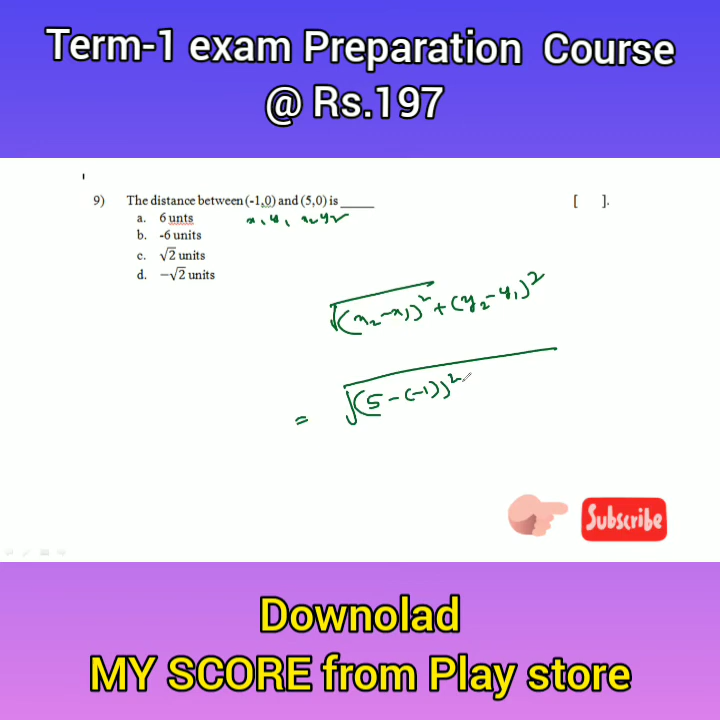 Term-1 exam Preparation Course
@ Rs.197
9) The distance between (-1,0) and (5,0) is_____ [ ].
x₁ y₁ x₂ y₂
a. 6 unts
b. -6 units
c. √2 units
d. −√2 units
√(x₂-x₁)² + (y₂-y₁)²
= √(5-(-1))²
Subscribe
Downolad
MY SCORE from Play store